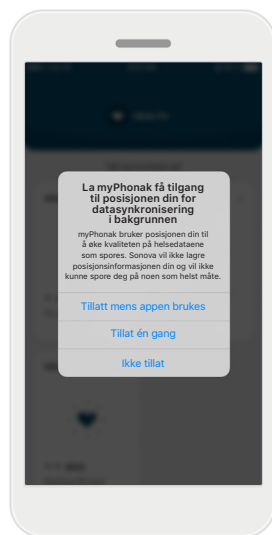 La myPhonak få tilgang
til posisjonen din for
datasynkronisering
i bakgrunnen
myPhonak bruker posisjonen din til
å øke kvaliteten på helsedataene
som spores. Sonova vil ikke lagre
posisjonsinformasjonen din og vil ikke
kunne spore deg på noen som helst måte.
Tillatt mens appen brukes
Tillat én gang
Ikke tillat